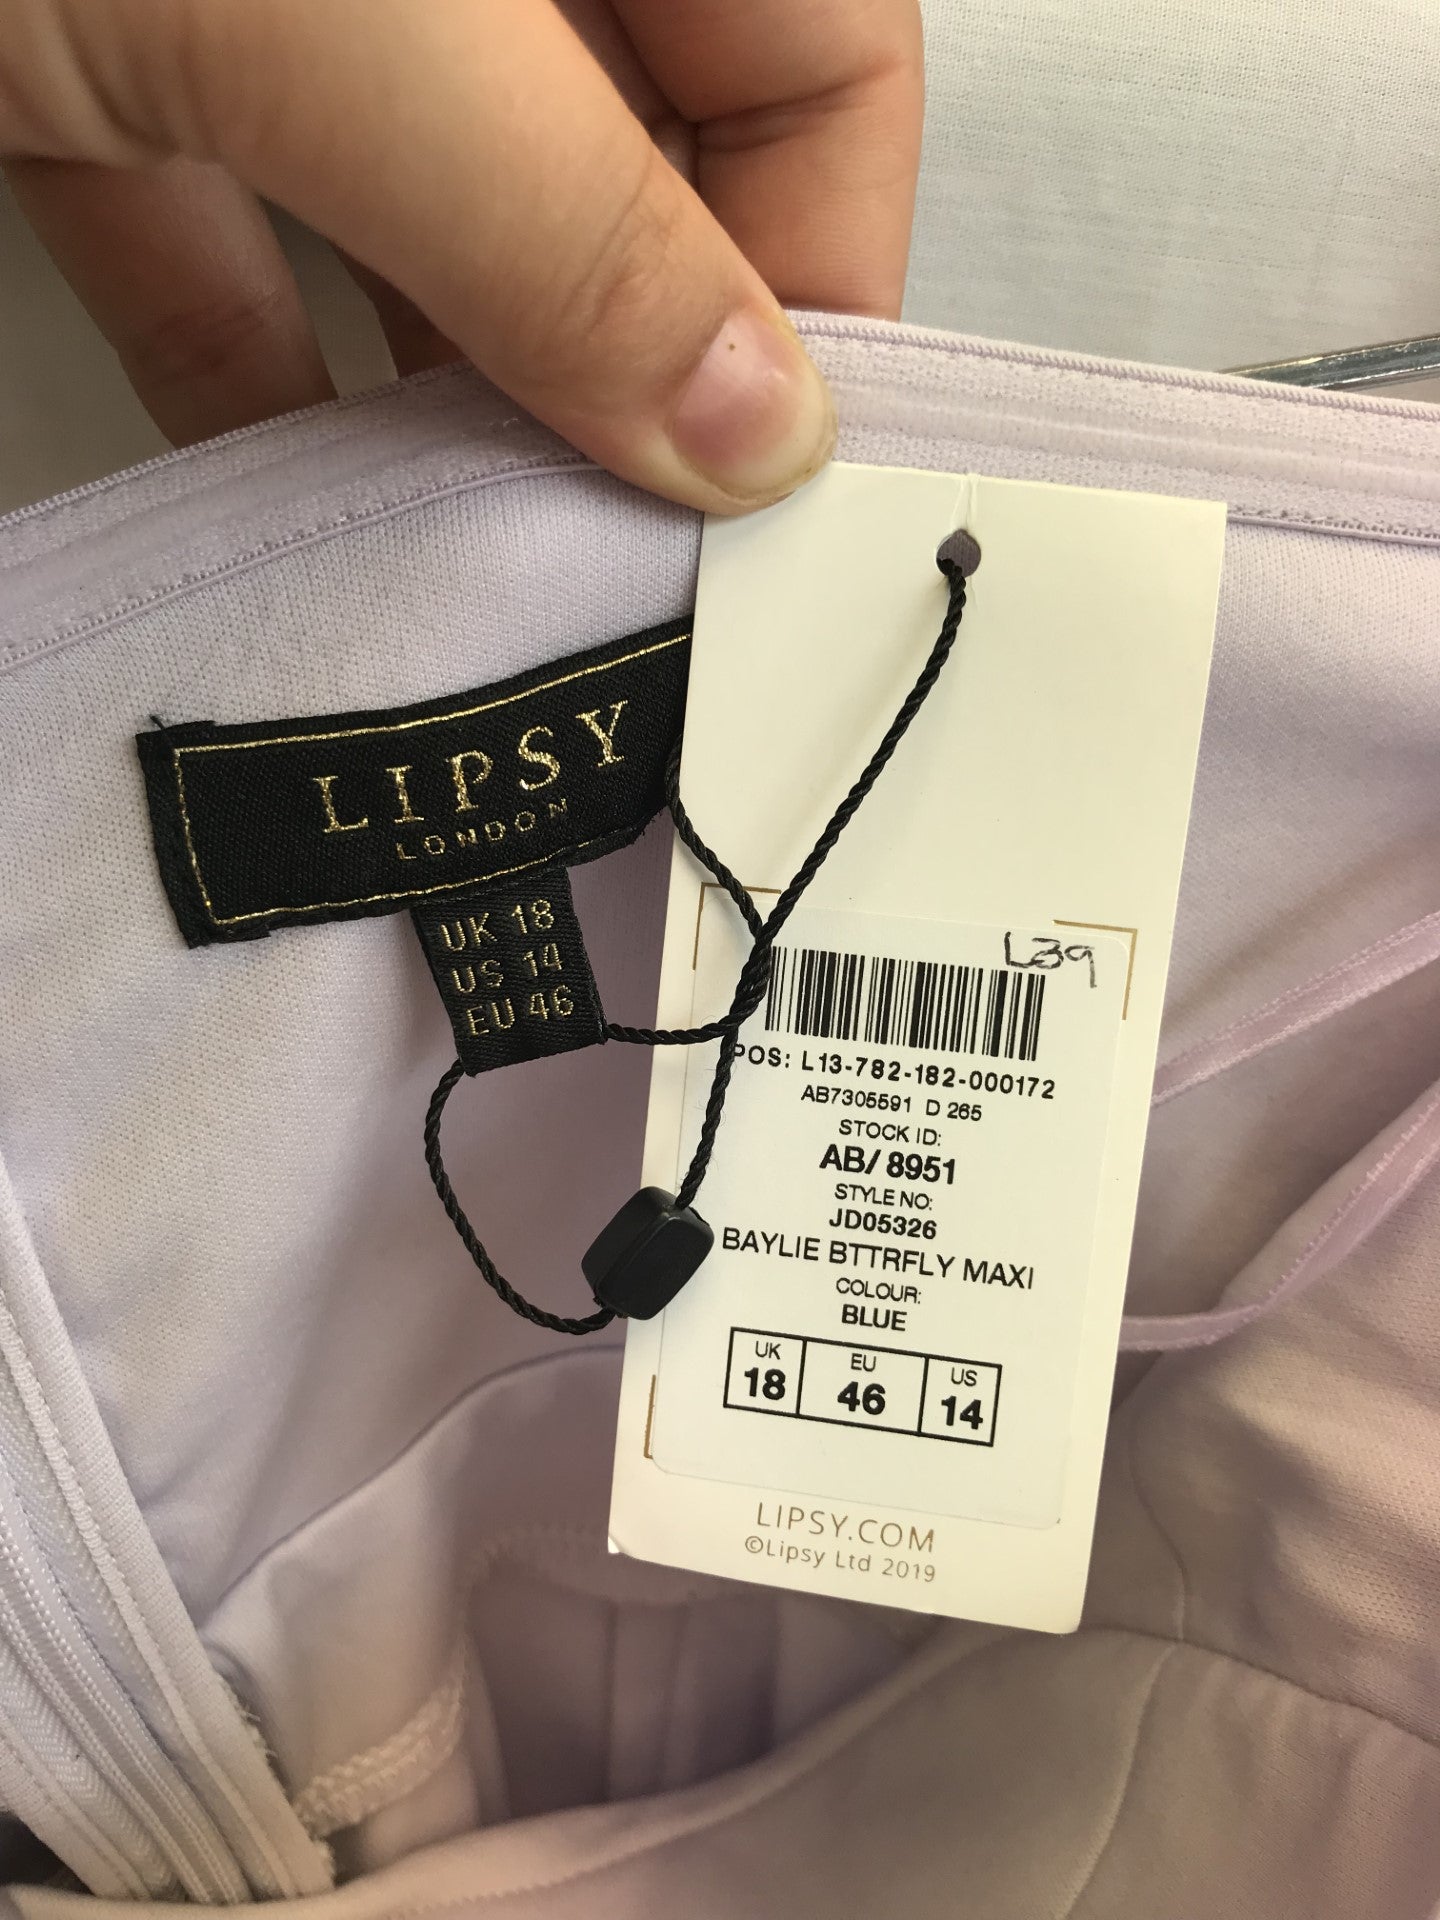 LIPSY
LONDON
UK 18
US 14
EU 46
L39
POS: L13-782-182-000172
AB7305591 D 265
STOCK ID:
AB/ 8951
STYLE NO:
JD05326
BAYLIE BTTRFLY MAXI
COLOUR:
BLUE
UK EU US
18 46 14
LIPSY.COM
©Lipsy Ltd 2019